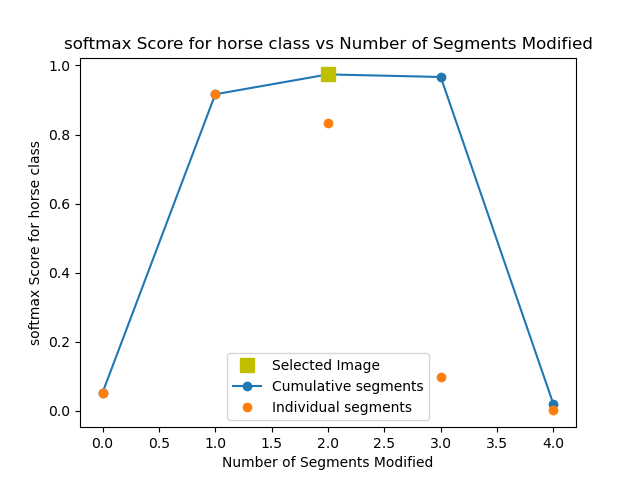 softmax Score for horse class vs Number of Segments Modified
softmax Score for horse class
1.0
0.8
0.6
0.4
0.2
0.0
Selected Image
Cumulative segments
Individual segments
0.0 0.5 1.0 1.5 2.0 2.5 3.0 3.5 4.0
Number of Segments Modified